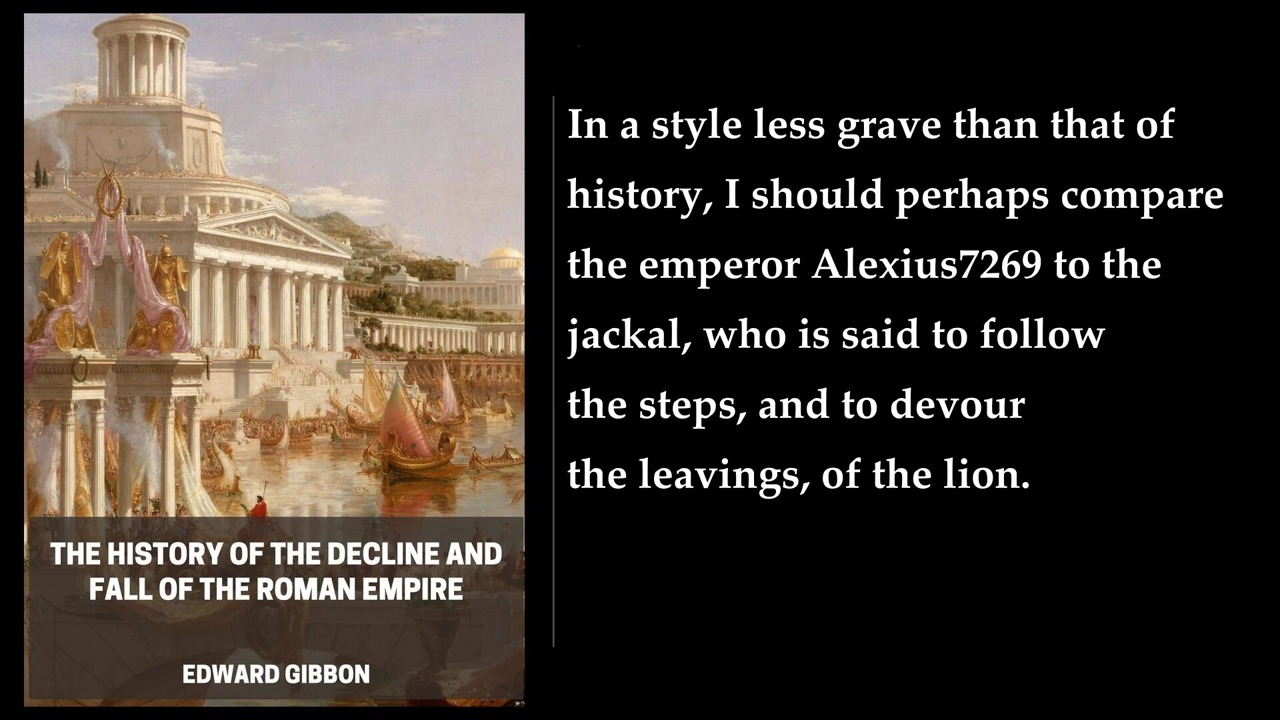 THE HISTORY OF THE DECLINE AND
FALL OF THE ROMAN EMPIRE
EDWARD GIBBON
In a style less grave than that of
history, I should perhaps compare
the emperor Alexius7269 to the
jackal, who is said to follow
the steps, and to devour
the leavings, of the lion.